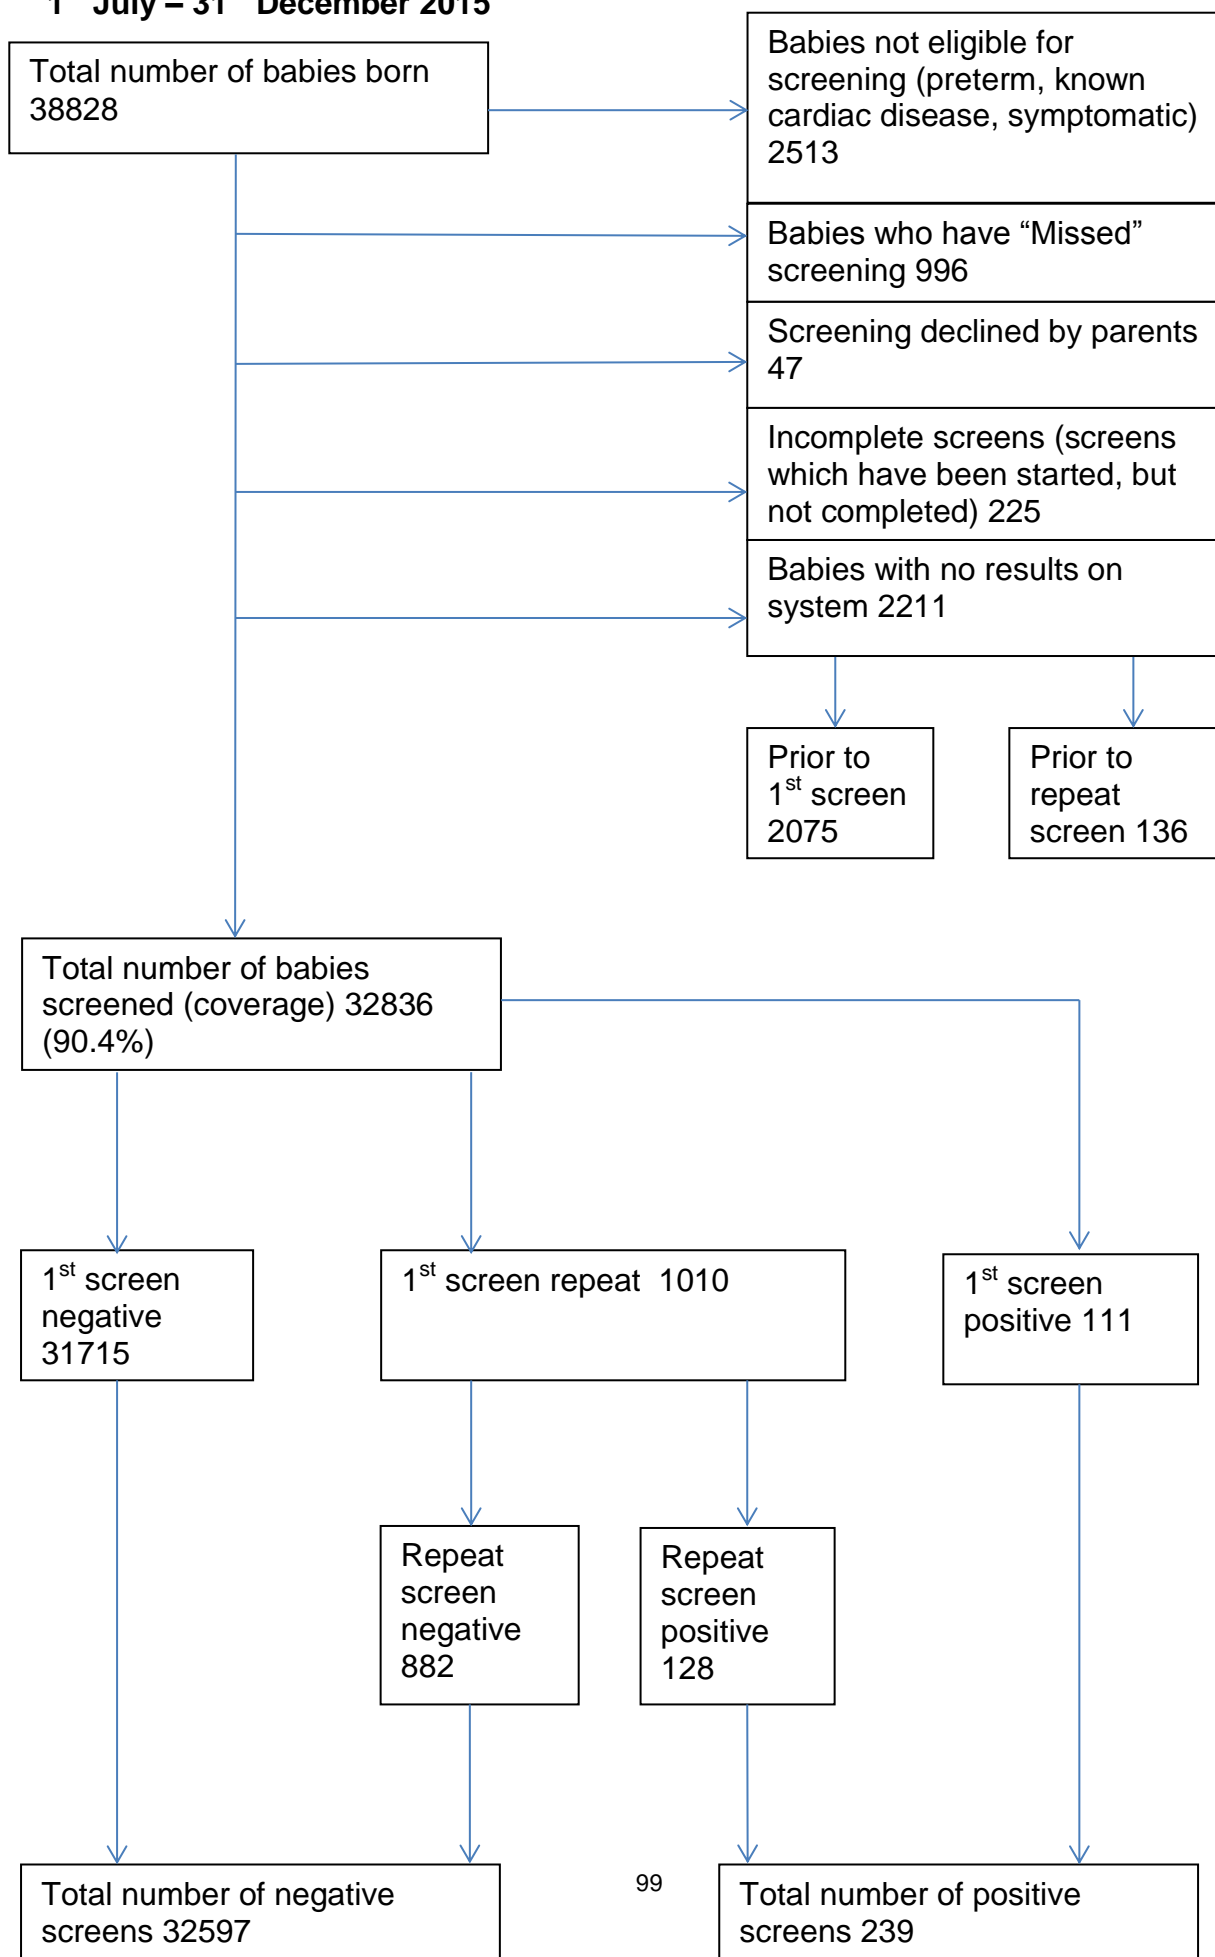 1 July – 31 December 2015
Total number of babies born
38828
Babies not eligible for
screening (preterm, known
cardiac disease, symptomatic)
2513
Babies who have “Missed”
screening 996
Screening declined by parents
47
Incomplete screens (screens
which have been started, but
not completed) 225
Babies with no results on
system 2211
Prior to
1st screen
2075
Prior to
repeat
screen 136
Total number of babies
screened (coverage) 32836
(90.4%)
1st screen
negative
31715
1st screen repeat  1010
1st screen
positive 111
Repeat
screen
negative
882
Repeat
screen
positive
128
Total number of negative
screens 32597
99
Total number of positive
screens 239